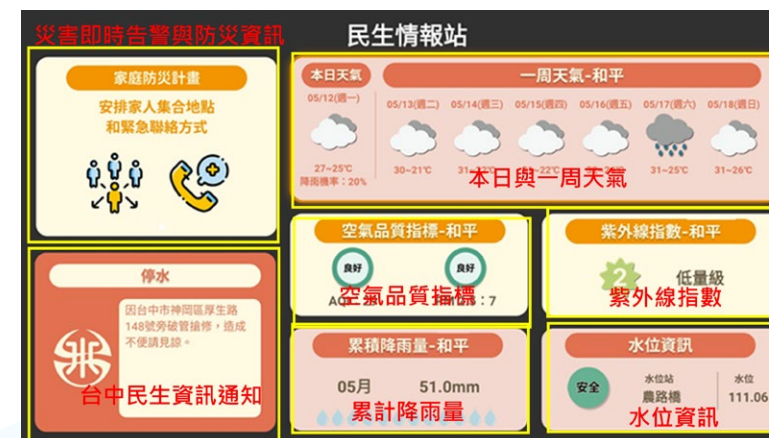 災害即時告警與防災資訊
民生情報站
家庭防災計畫
安排家人集合地點
和緊急聯絡方式
本日天氣
一周天氣-和平
05/12(週一)
05/13(週二)
05/14(週三)
05/15(週四)
05/16(週五)
05/17(週六)
05/18(週日)
27~25℃
降雨機率：20%
30~21℃
31~25℃
31~26℃
本日與一周天氣
空氣品質指標-和平
良好
良好
：7
空氣品質指標
紫外線指數-和平
2
低量級
紫外線指數
停水
因台中市神岡區厚生路
148號旁破管搶修，造成
不便請見諒。
台中民生資訊通知
累積降雨量-和平
05月
51.0mm
累計降雨量
水位資訊
安全
水位站
農路橋
水位
111.06
水位資訊